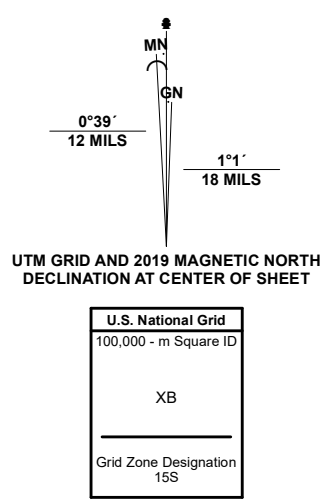 MN
GN
0°39´
12 MILS
1°1´
18 MILS
UTM GRID AND 2019 MAGNETIC NORTH
DECLINATION AT CENTER OF SHEET
U.S. National Grid
100,000 - m Square ID
XB
Grid Zone Designation
15S